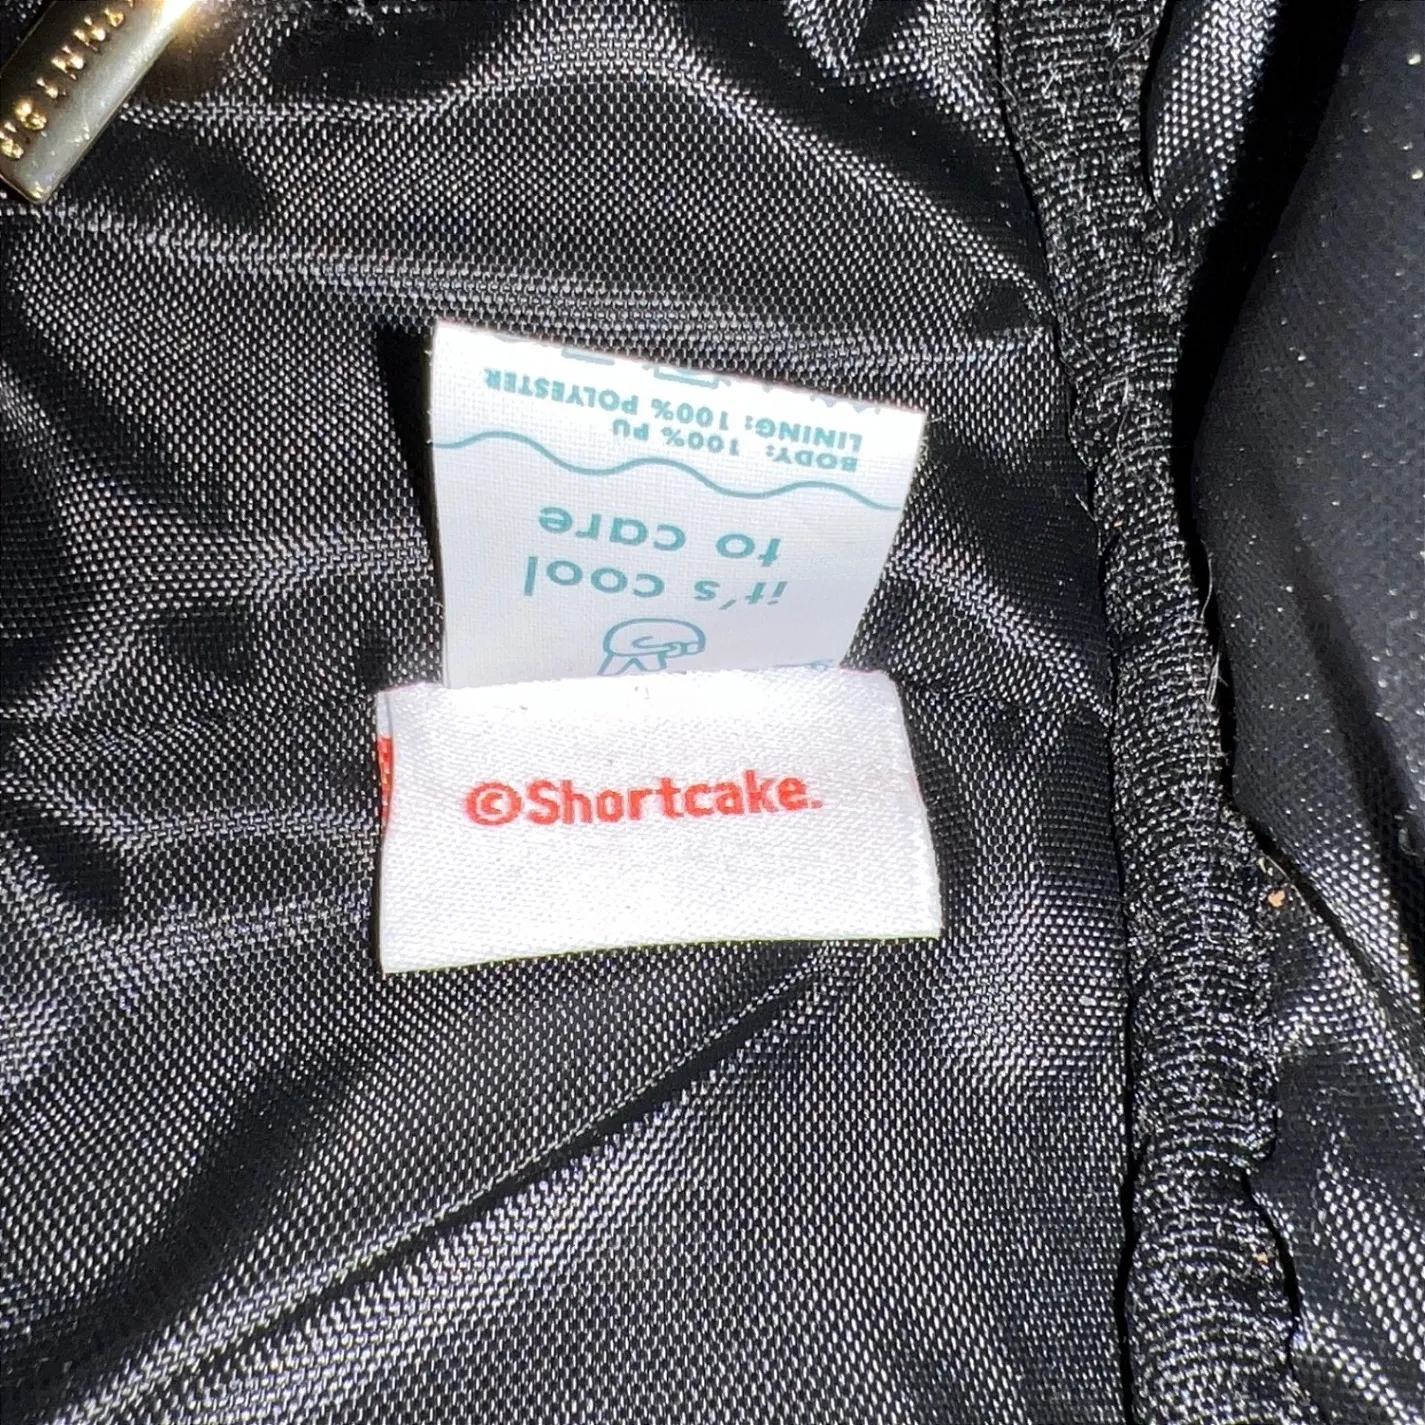 it's cool
to care
BODY: 100% PU
LINING: 100% POLYESTER
©Shortcake.